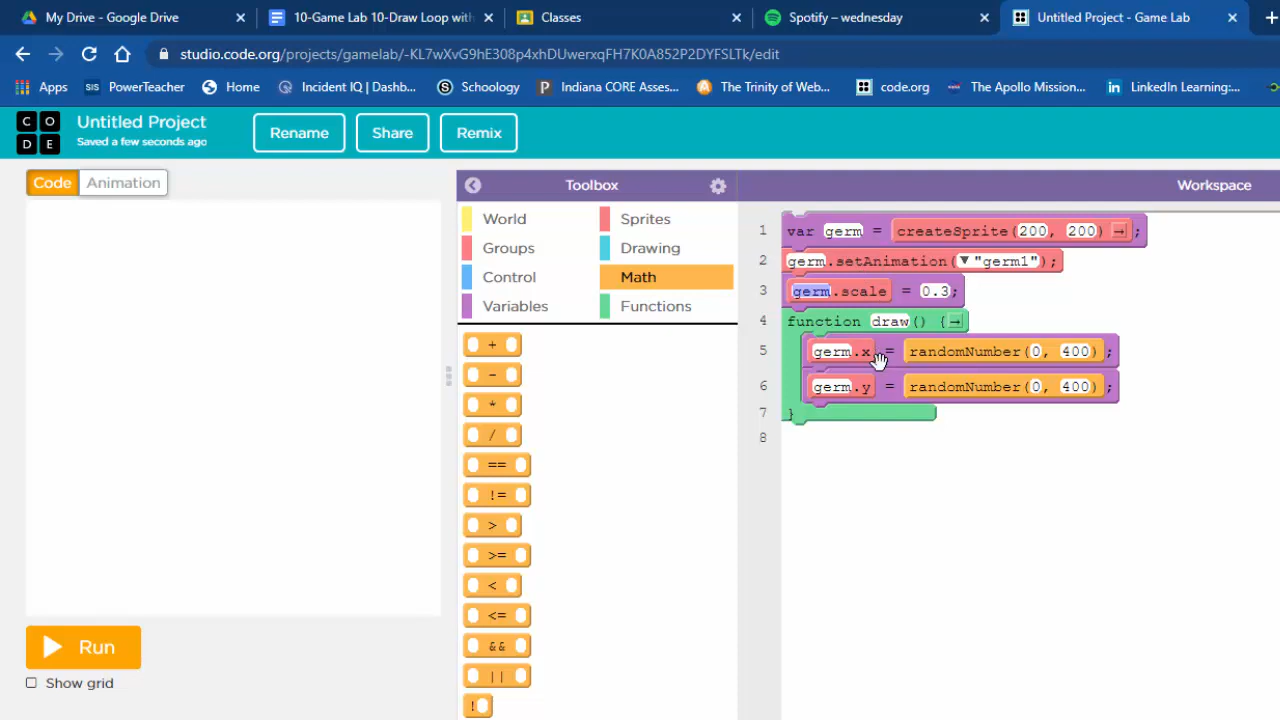 My Drive - Google Drive
10-Game Lab 10-Draw Loop with
Classes
Spotify – wednesday
Untitled Project - Game Lab
studio.code.org/projects/gamelab/-KL7wXvG9hE308p4xhDUwerxqFH7K0A852P2DYFSLTk/edit
Apps
SIS PowerTeacher
Home
Incident IQ | Dashb...
S Schoology
P Indiana CORE Asses...
A The Trinity of Web...
code.org
The Apollo Mission...
in LinkedIn Learning:...
CODE
Untitled Project
Saved a few seconds ago
Rename
Share
Remix
Code
Animation
Toolbox
Workspace
World
Sprites
Groups
Drawing
Control
Math
Variables
Functions
+
-
*
/
==
!=
>
>=
<
<=
&&
||
!
1 var germ = createSprite(200, 200) → ;
2 germ.setAnimation(▼"germ1");
3 germ.scale = 0.3;
4 function draw() {→
5 germ.x = randomNumber(0, 400);
6 germ.y = randomNumber(0, 400);
7 }
8
Run
Show grid